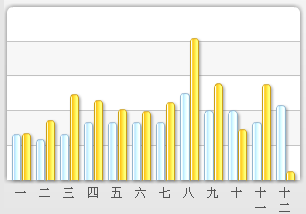 一 二 三 四 五 六 七 八 九 十 十一 十二